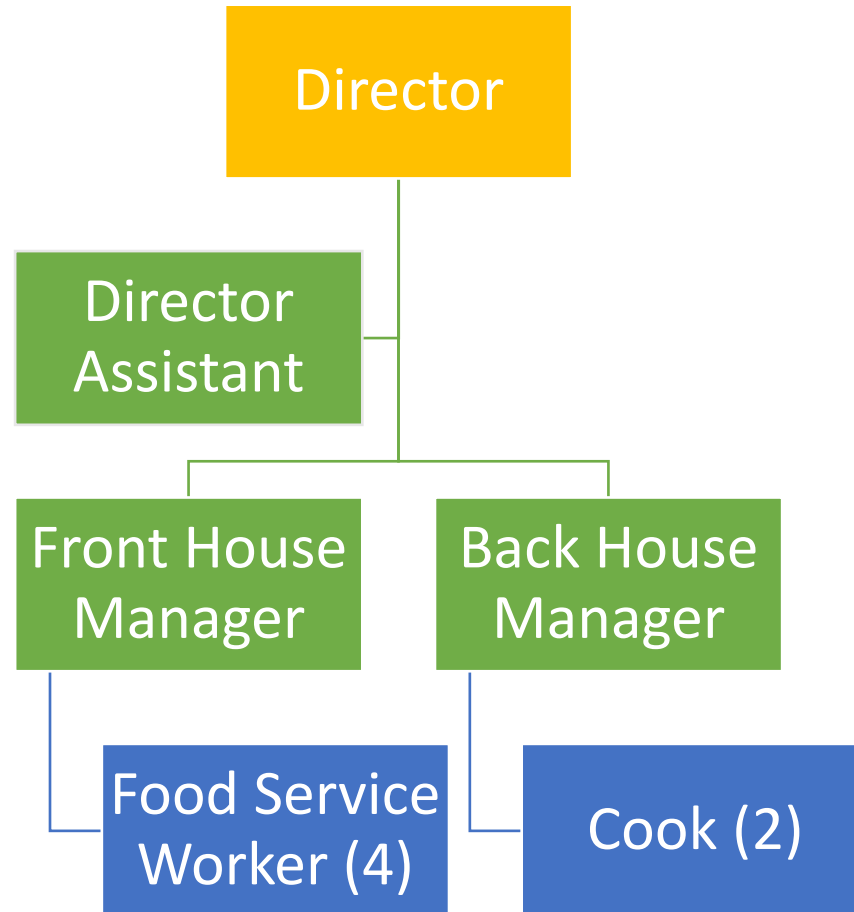 Director
Director
Assistant
Front House
Manager
Back House
Manager
Food Service
Worker (4)
Cook (2)